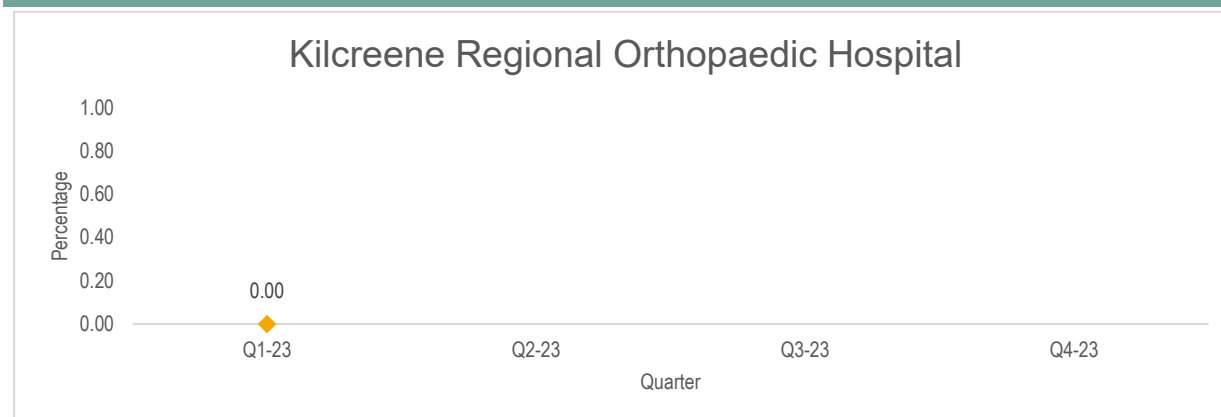 Kilcreene Regional Orthopaedic Hospital
1.00
0.80
0.60
0.40
0.20
0.00
Percentage
0.00
Q1-23 Q2-23 Q3-23 Q4-23
Quarter